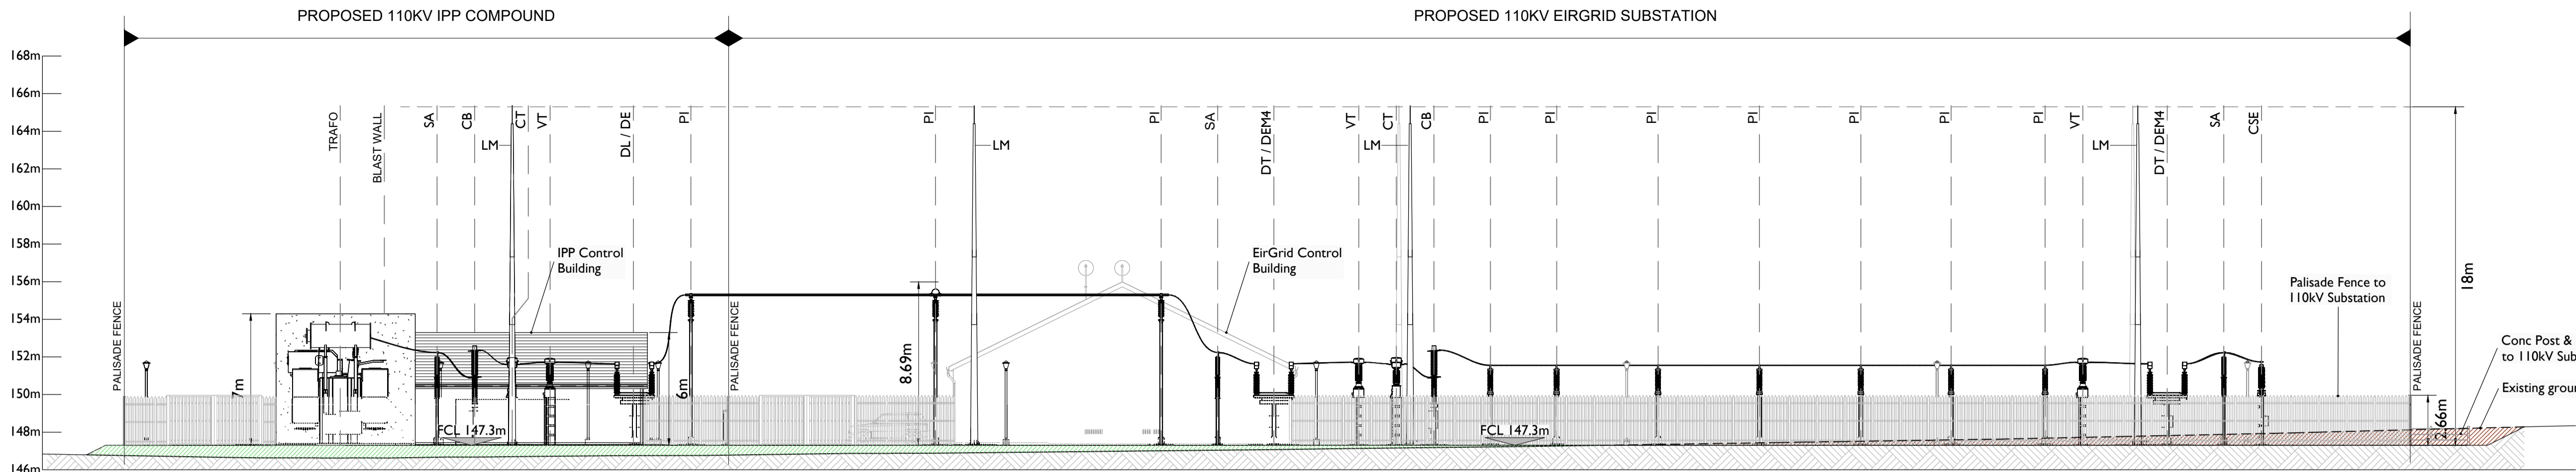 PROPOSED 110KV IPP COMPOUND
PROPOSED 110KV EIRGRID SUBSTATION
168m
166m
164m
162m
160m
158m
156m
154m
152m
150m
148m
146m
PALISADE FENCE
TRAFO
BLAST WALL
SA
CB
LM
CT
VT
DL / DE
PI
PALISADE FENCE
PI
LM
PI
SA
DT / DEM4
VT
LM
CT
CB
PI
PI
PI
PI
PI
PI
PI
VT
LM
DT / DEM4
SA
CSE
PALISADE FENCE
IPP Control
Building
EirGrid Control
Building
Palisade Fence to
110kV Substation
18m
7m
6m
8.69m
2.66m
FCL 147.3m
FCL 147.3m
Conc Post &
to 110kV Sub
Existing grour